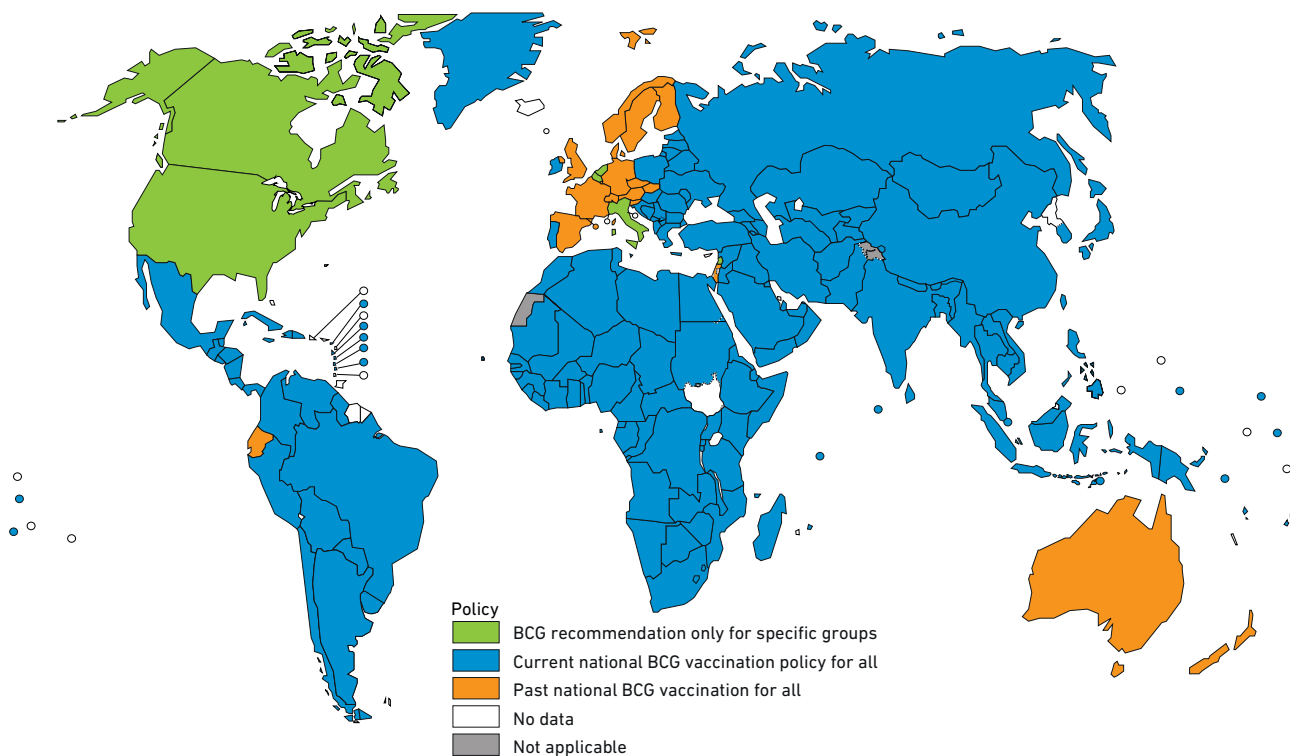 Policy
BCG recommendation only for specific groups
Current national BCG vaccination policy for all
Past national BCG vaccination for all
No data
Not applicable